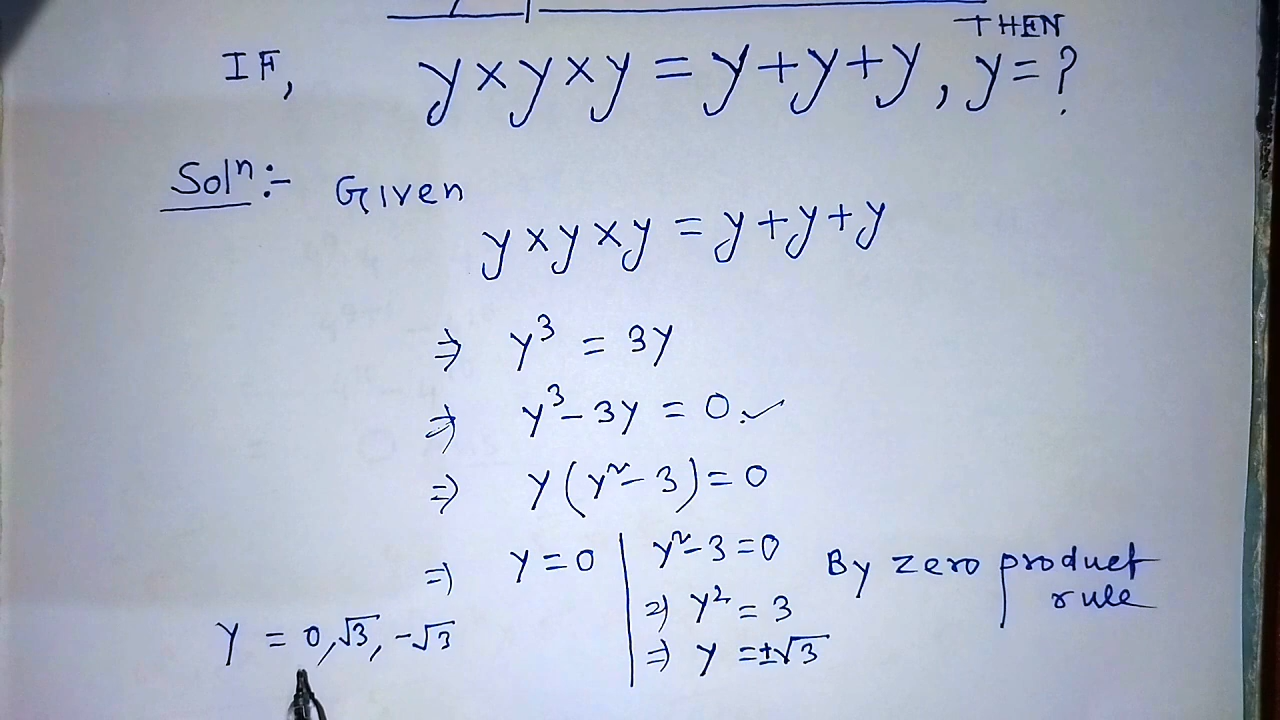 THEN
IF, y×y×y = y+y+y, y=?
Solⁿ:- Given
y×y×y = y+y+y
⇒ y³ = 3y
⇒ y³-3y = 0.✓
⇒ y(y²-3)=0
⇒ y=0 | y²-3=0 By zero product rule
⇒ y² = 3
⇒ y = ±√3
y = 0,√3, -√3